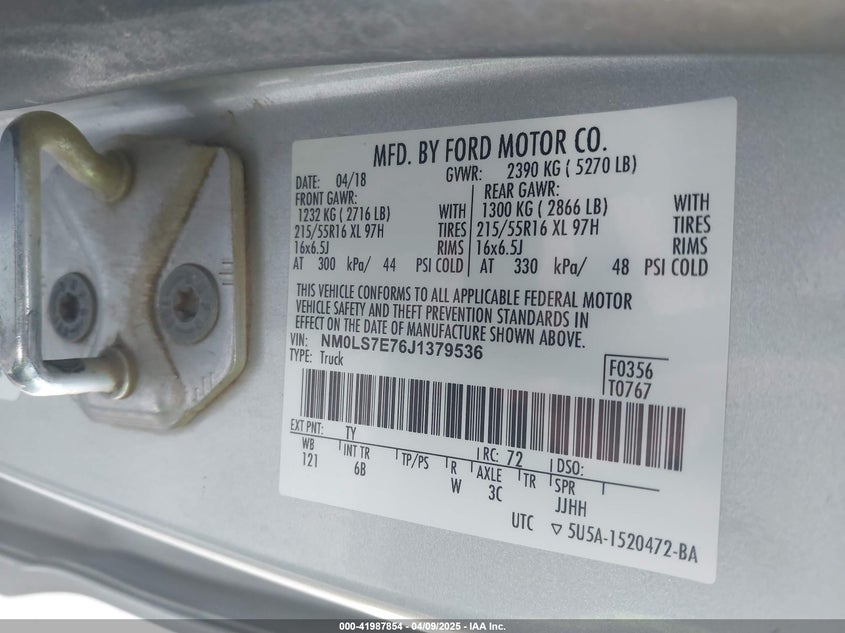 MFD. BY FORD MOTOR CO.
DATE: 04/18 GVWR: 2390 KG ( 5270 LB)
FRONT GAWR: REAR GAWR:
1232 KG ( 2716 LB) WITH 1300 KG ( 2866 LB) WITH
215/55R16 XL 97H TIRES 215/55R16 XL 97H TIRES
16x6.5J RIMS 16x6.5J RIMS
AT 300 kPa/ 44 PSI COLD AT 330 kPa/ 48 PSI COLD
THIS VEHICLE CONFORMS TO ALL APPLICABLE FEDERAL MOTOR
VEHICLE SAFETY AND THEFT PREVENTION STANDARDS IN
EFFECT ON THE DATE OF MANUFACTURE SHOWN ABOVE.
VIN: NM0LS7E76J1379536
TYPE: Truck
F0356
T0767
EXT PNT: TY RC: 72 DSO:
WB INT TR TP/PS R AXLE TR SPR
121 6B W 3C JJHH
UTC ▽ 5U5A-1520472-BA
000-41987854 - 04/09/2025 - IAA Inc.